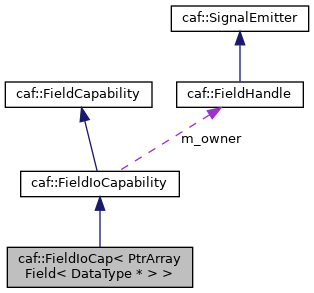 caf::SignalEmitter
caf::FieldCapability
caf::FieldHandle
m_owner
caf::FieldIoCapability
caf::FieldIoCap< PtrArray
Field< DataType * > >